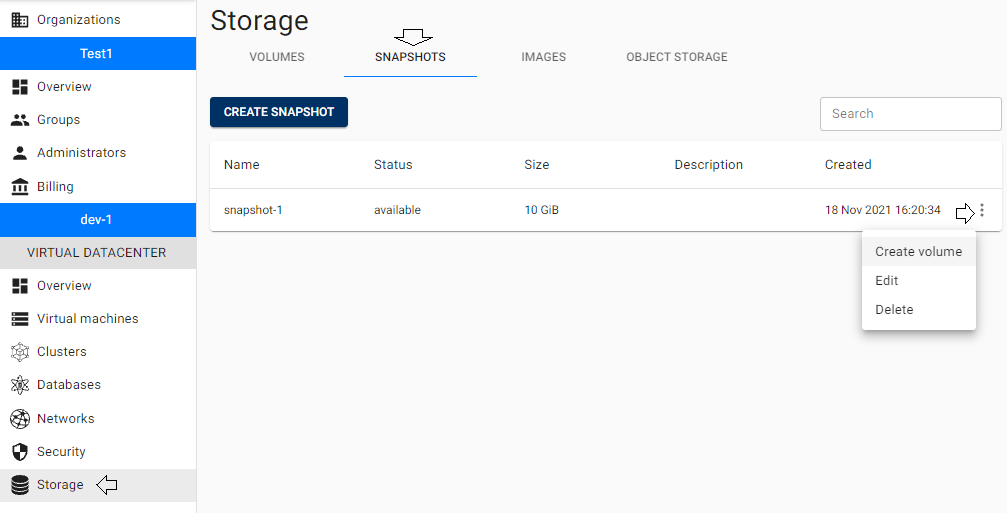 Organizations
Test1
Overview
Groups
Administrators
Billing
dev-1
VIRTUAL DATACENTER
Overview
Virtual machines
Clusters
Databases
Networks
Security
Storage
Storage
VOLUMES SNAPSHOTS IMAGES OBJECT STORAGE
CREATE SNAPSHOT Search
Name Status Size Description Created
snapshot-1 available 10 GiB 18 Nov 2021 16:20:34
Create volume
Edit
Delete